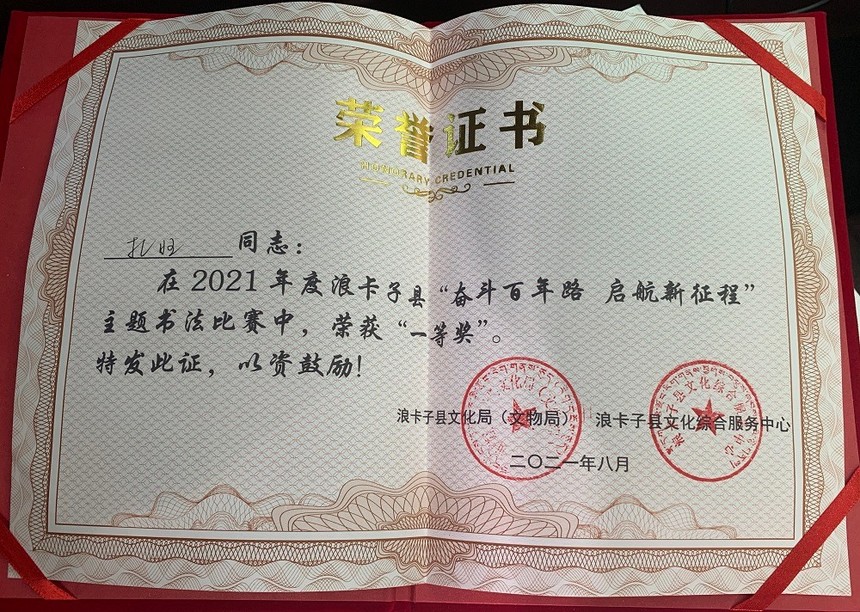 荣誉证书
HONORARY CREDENTIAL
扎旺 同志：
在2021年度浪卡子县“奋斗百年路 启航新征程”
主题书法比赛中，荣获“一等奖”。
特发此证，以资鼓励！
浪卡子县文化局（文物局） 浪卡子县文化综合服务中心
二〇二一年八月